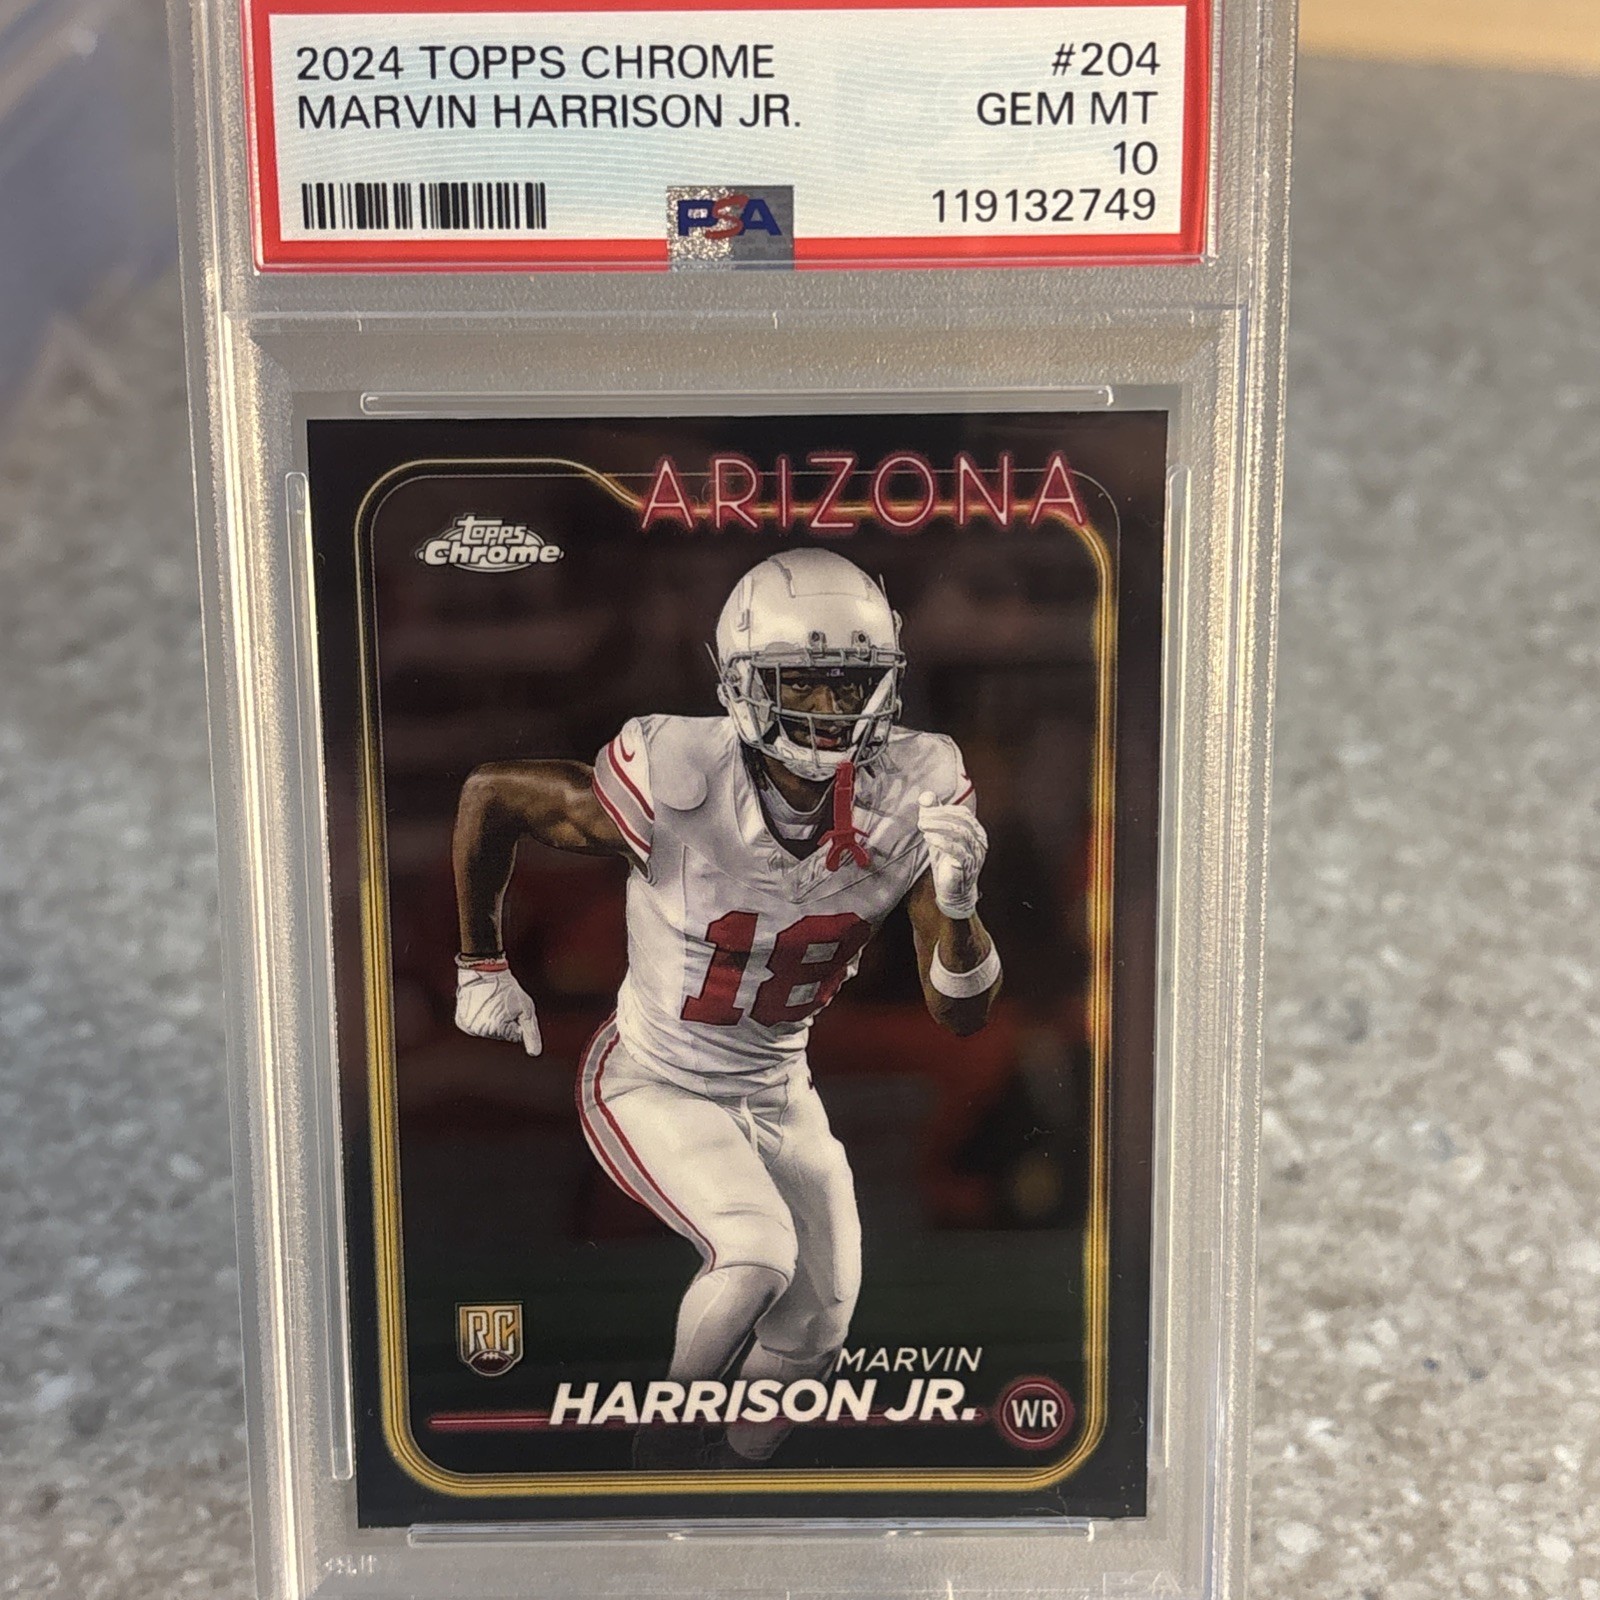 2024 TOPPS CHROME #204
MARVIN HARRISON JR. GEM MT
10
PSA 119132749
ARIZONA
Topps
Chrome
18
RC
MARVIN
HARRISON JR. WR
PSA